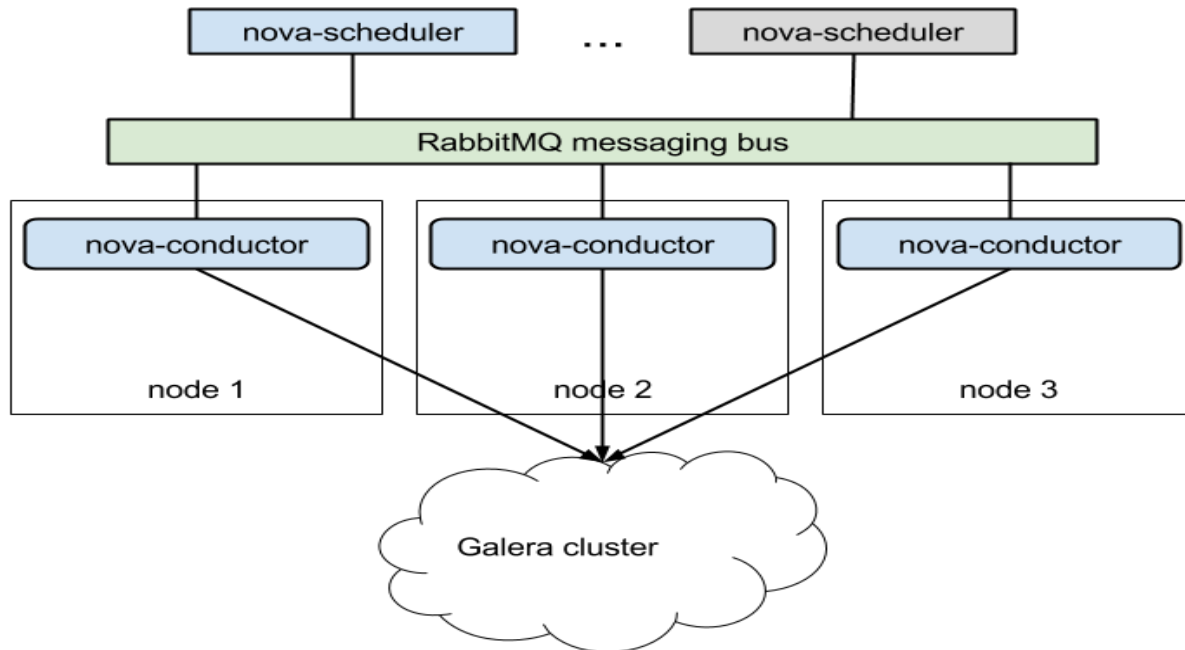 nova-scheduler
...
nova-scheduler
RabbitMQ messaging bus
nova-conductor
nova-conductor
nova-conductor
node 1
node 2
node 3
Galera cluster